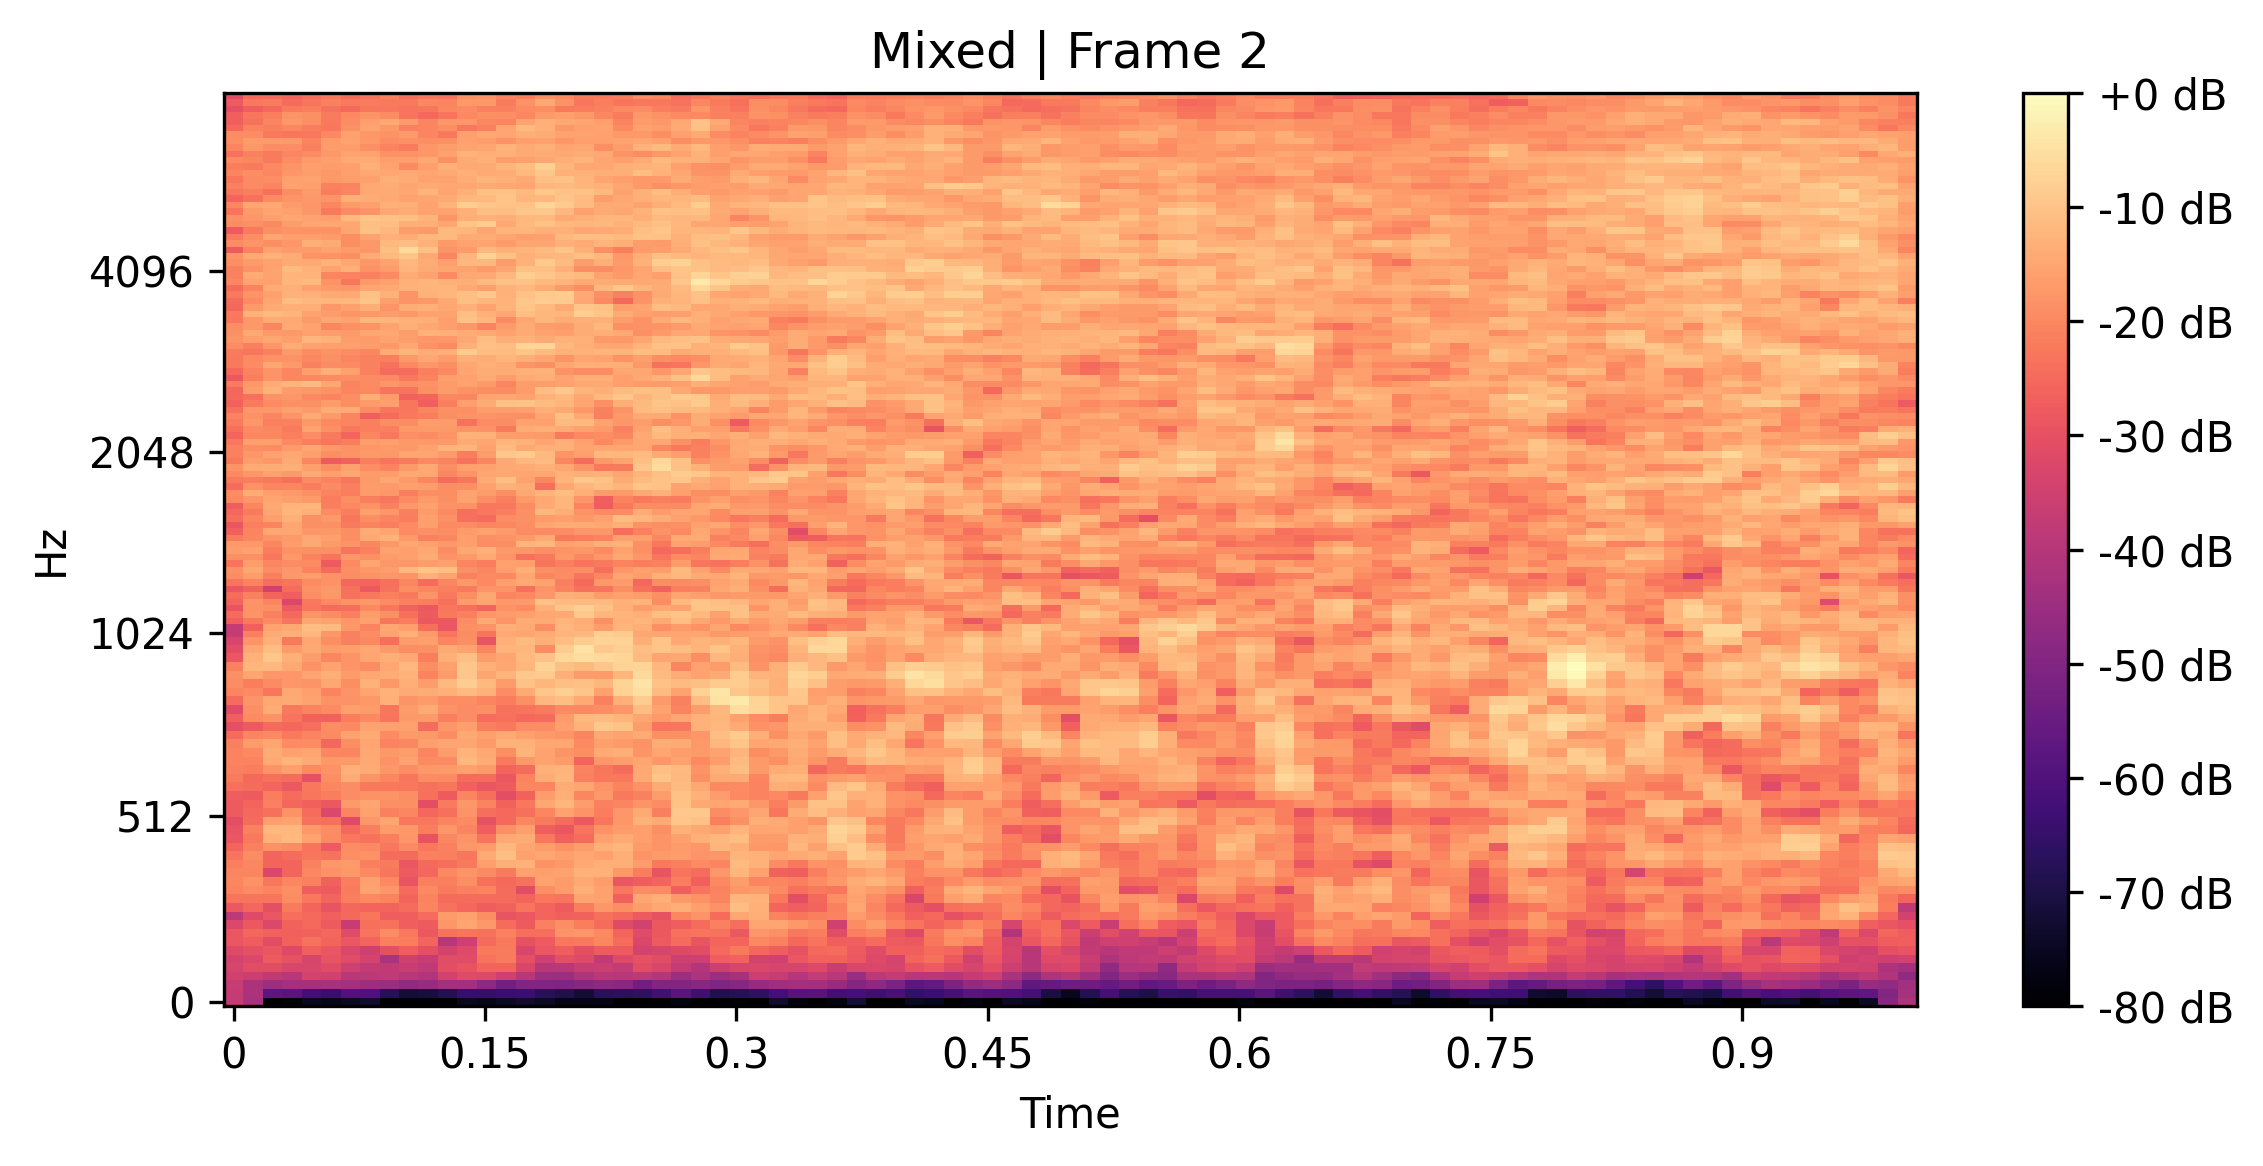 Mixed | Frame 2
Hz
4096
2048
1024
512
0
0 0.15 0.3 0.45 0.6 0.75 0.9
Time
+0 dB
-10 dB
-20 dB
-30 dB
-40 dB
-50 dB
-60 dB
-70 dB
-80 dB